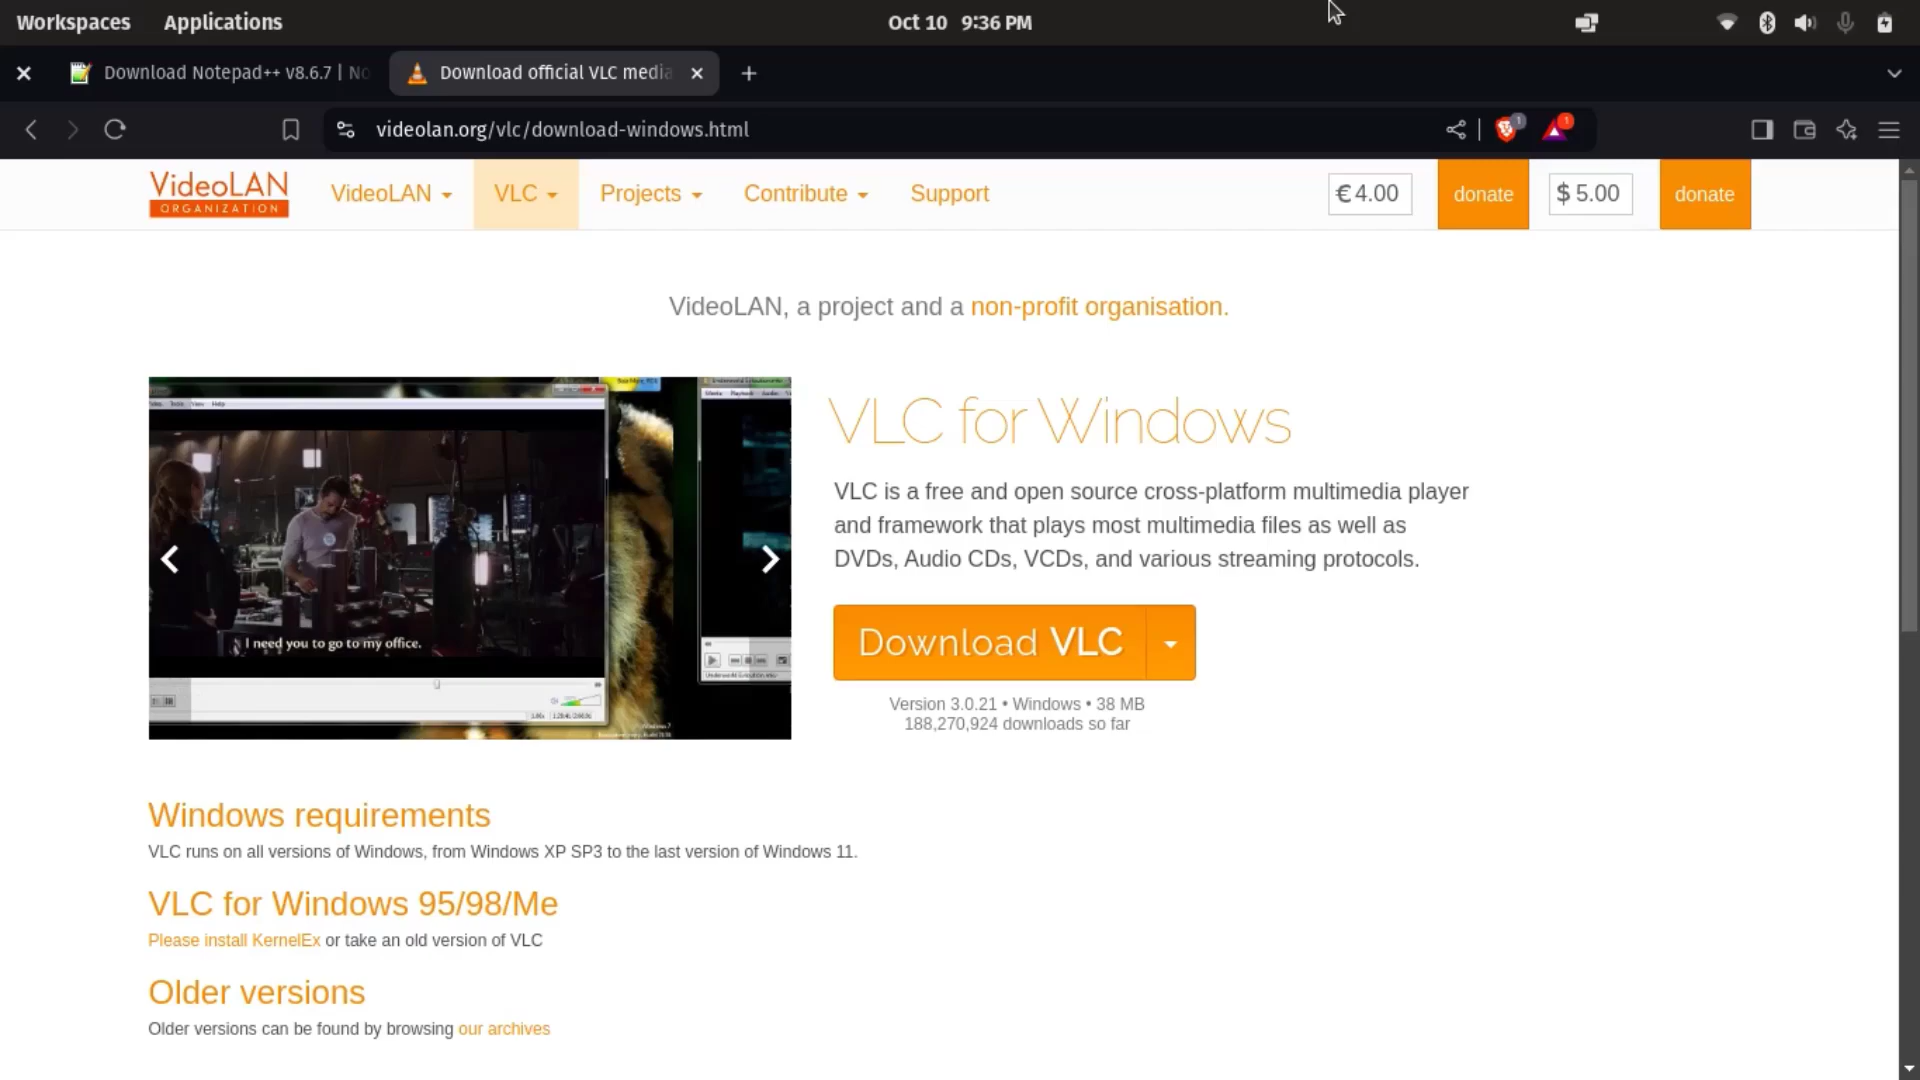 Workspaces Applications Oct 10 9:36 PM
Download Notepad++ v8.6.7 | No Download official VLC media
videolan.org/vlc/download-windows.html
VideoLAN
ORGANIZATION
VideoLAN VLC Projects Contribute Support € 4.00 donate $ 5.00 donate
VideoLAN, a project and a non-profit organisation.
I need you to go to my office.
VLC for Windows
VLC is a free and open source cross-platform multimedia player
and framework that plays most multimedia files as well as
DVDs, Audio CDs, VCDs, and various streaming protocols.
Download VLC
Version 3.0.21 • Windows • 38 MB
188,270,924 downloads so far
Windows requirements
VLC runs on all versions of Windows, from Windows XP SP3 to the last version of Windows 11.
VLC for Windows 95/98/Me
Please install KernelEx or take an old version of VLC
Older versions
Older versions can be found by browsing our archives